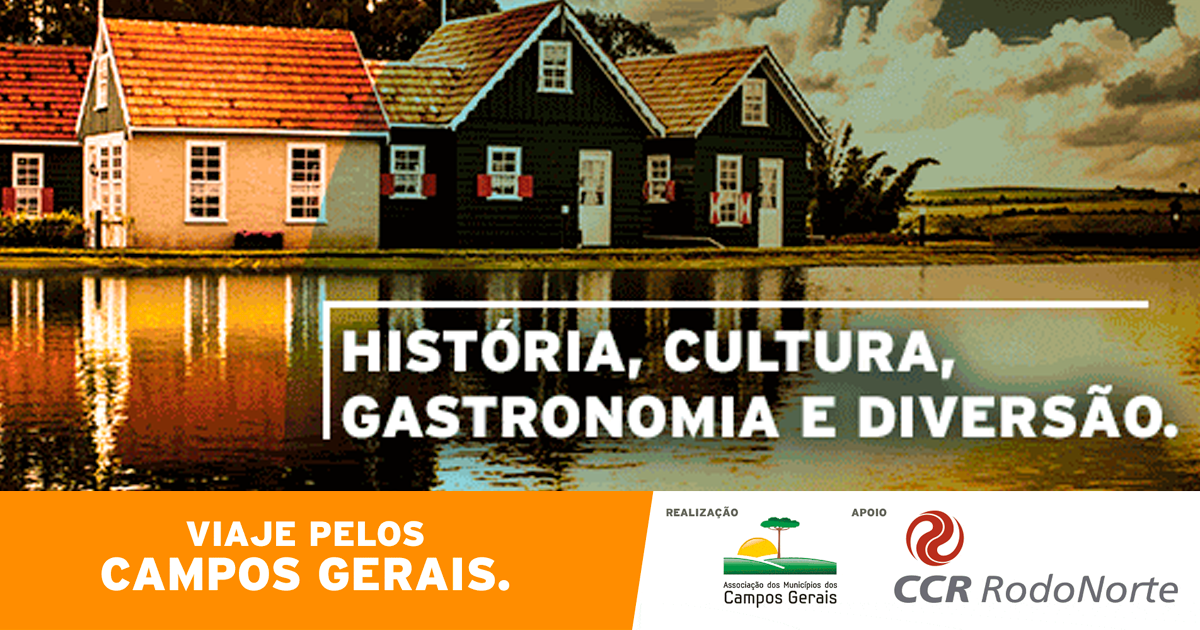 HISTÓRIA, CULTURA,
GASTRONOMIA E DIVERSÃO.
VIAJE PELOS
CAMPOS GERAIS.
REALIZAÇÃO
Associação dos Municípios dos
Campos Gerais
APOIO
CCR RodoNorte